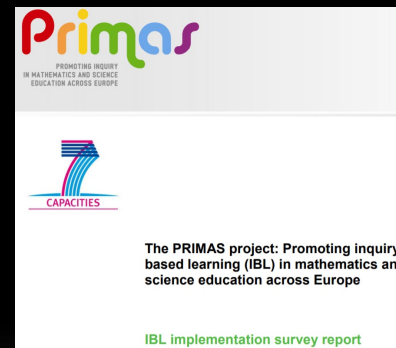 Primas
PROMOTING INQUIRY
IN MATHEMATICS AND SCIENCE
EDUCATION ACROSS EUROPE
7
CAPACITIES
The PRIMAS project: Promoting inquiry
based learning (IBL) in mathematics an
science education across Europe
IBL implementation survey report